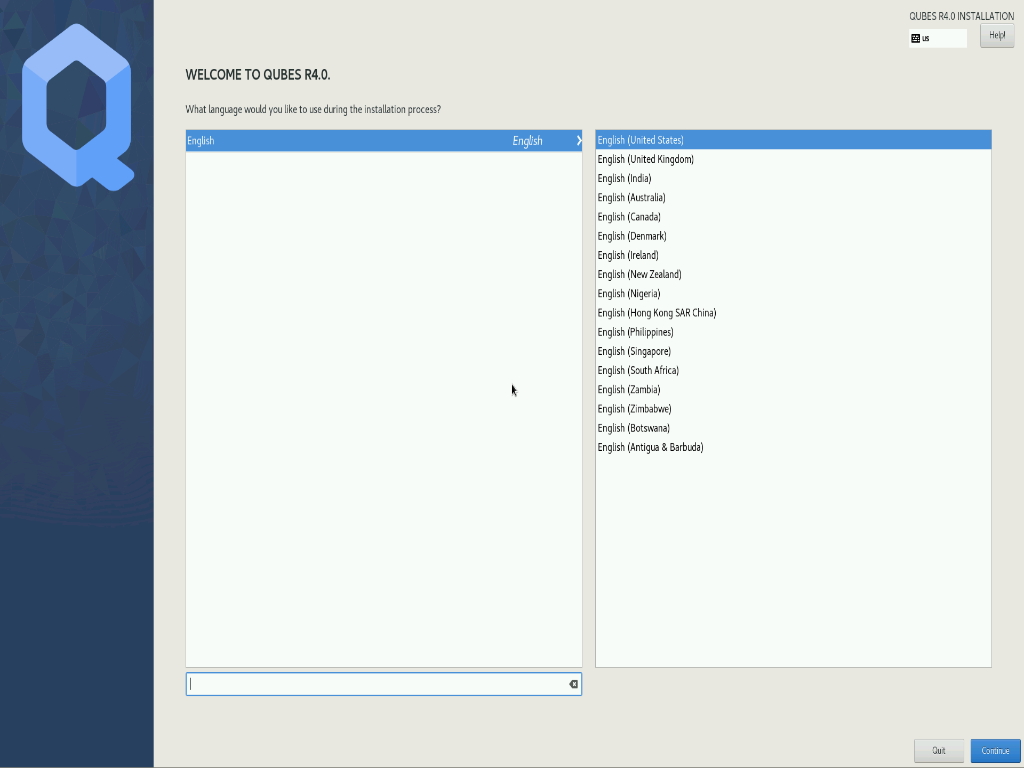 QUBES R4.0 INSTALLATION
us
Help!
WELCOME TO QUBES R4.0.
What language would you like to use during the installation process?
English English
English (United States)
English (United Kingdom)
English (India)
English (Australia)
English (Canada)
English (Denmark)
English (Ireland)
English (New Zealand)
English (Nigeria)
English (Hong Kong SAR China)
English (Philippines)
English (Singapore)
English (South Africa)
English (Zambia)
English (Zimbabwe)
English (Botswana)
English (Antigua & Barbuda)
Quit
Continue